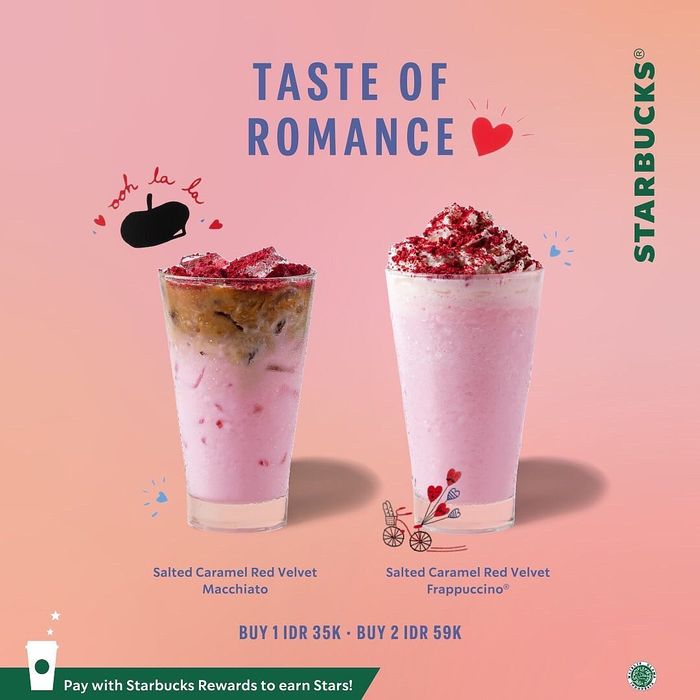 TASTE OF
ROMANCE
STARBUCKS®
ooh la la
Salted Caramel Red Velvet
Macchiato
Salted Caramel Red Velvet
Frappuccino®
BUY 1 IDR 35K · BUY 2 IDR 59K
Pay with Starbucks Rewards to earn Stars!